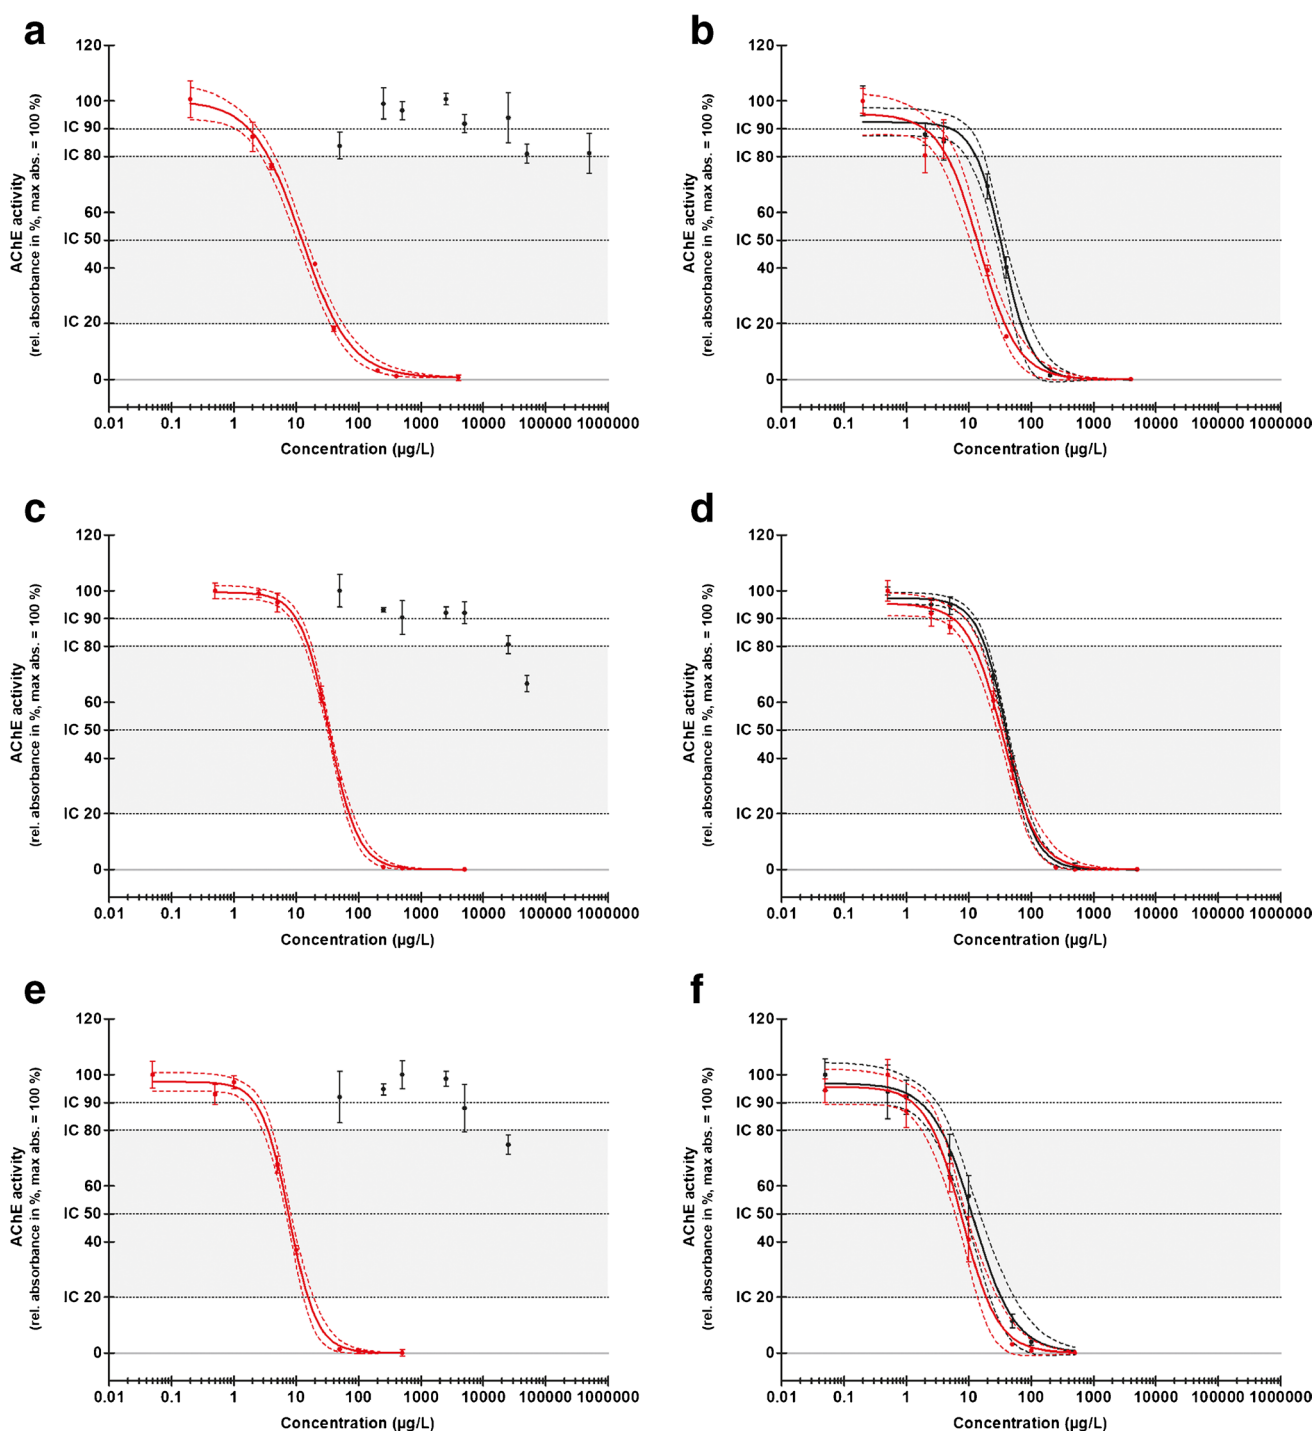 a
120
100
IC 90
IC 80
60
IC 50
40
IC 20
0
AChE activity
(rel. absorbance in %, max abs. = 100 %)
0.01 0.1 1 10 100 1000 10000 100000 1000000
Concentration (µg/L)
b
120
100
IC 90
IC 80
60
IC 50
40
IC 20
0
AChE activity
(rel. absorbance in %, max abs. = 100 %)
0.01 0.1 1 10 100 1000 10000 100000 1000000
Concentration (µg/L)
c
120
100
IC 90
IC 80
60
IC 50
40
IC 20
0
AChE activity
(rel. absorbance in %, max abs. = 100 %)
0.01 0.1 1 10 100 1000 10000 100000 1000000
Concentration (µg/L)
d
120
100
IC 90
IC 80
60
IC 50
40
IC 20
0
AChE activity
(rel. absorbance in %, max abs. = 100 %)
0.01 0.1 1 10 100 1000 10000 100000 1000000
Concentration (µg/L)
e
120
100
IC 90
IC 80
60
IC 50
40
IC 20
0
AChE activity
(rel. absorbance in %, max abs. = 100 %)
0.01 0.1 1 10 100 1000 10000 100000 1000000
Concentration (µg/L)
f
120
100
IC 90
IC 80
60
IC 50
40
IC 20
0
AChE activity
(rel. absorbance in %, max abs. = 100 %)
0.01 0.1 1 10 100 1000 10000 100000 1000000
Concentration (µg/L)